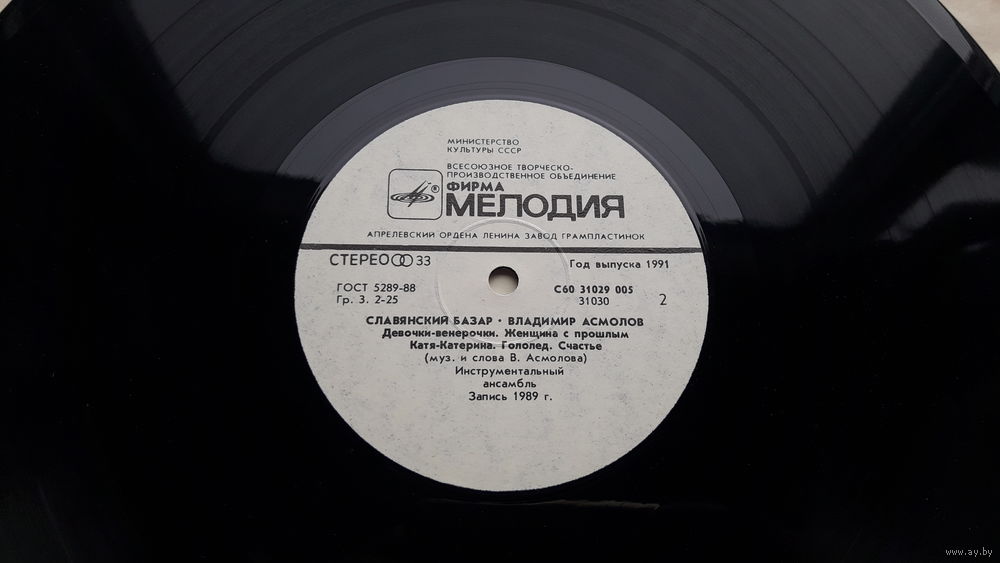 МИНИСТЕРСТВО
КУЛЬТУРЫ СССР
ВСЕСОЮЗНОЕ ТВОРЧЕСКО-
ПРОИЗВОДСТВЕННОЕ ОБЪЕДИНЕНИЕ
®
ФИРМА
МЕЛОДИЯ
АПРЕЛЕВСКИЙ ОРДЕНА ЛЕНИНА ЗАВОД ГРАМПЛАСТИНОК
СТЕРЕО 33
Год выпуска 1991
ГОСТ 5289-88
С60 31029 005
Гр. 3. 2-25
31030
2
СЛАВЯНСКИЙ БАЗАР · ВЛАДИМИР АСМОЛОВ
Девочки-венерочки. Женщина с прошлым
Катя-Катерина. Гололед. Счастье
(муз. и слова В. Асмолова)
Инструментальный
ансамбль
Запись 1989 г.
www.ay.by